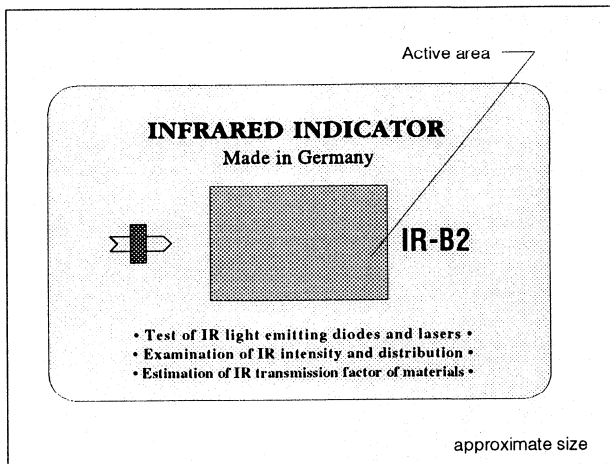 Active area
INFRARED INDICATOR
Made in Germany
IR-B2
• Test of IR light emitting diodes and lasers •
• Examination of IR intensity and distribution •
• Estimation of IR transmission factor of materials •
approximate size